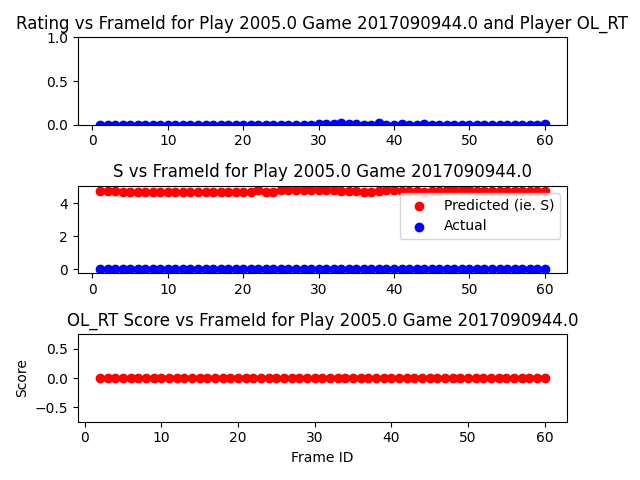 Rating vs FrameId for Play 2005.0 Game 2017090944.0 and Player OL_RT
1.0
0.5
0.0
0 10 20 30 40 50 60
S vs FrameId for Play 2005.0 Game 2017090944.0
4
2
0
Predicted (ie. S)
Actual
0 10 20 30 40 50 60
OL_RT Score vs FrameId for Play 2005.0 Game 2017090944.0
Score
0.5
0.0
−0.5
0 10 20 30 40 50 60
Frame ID